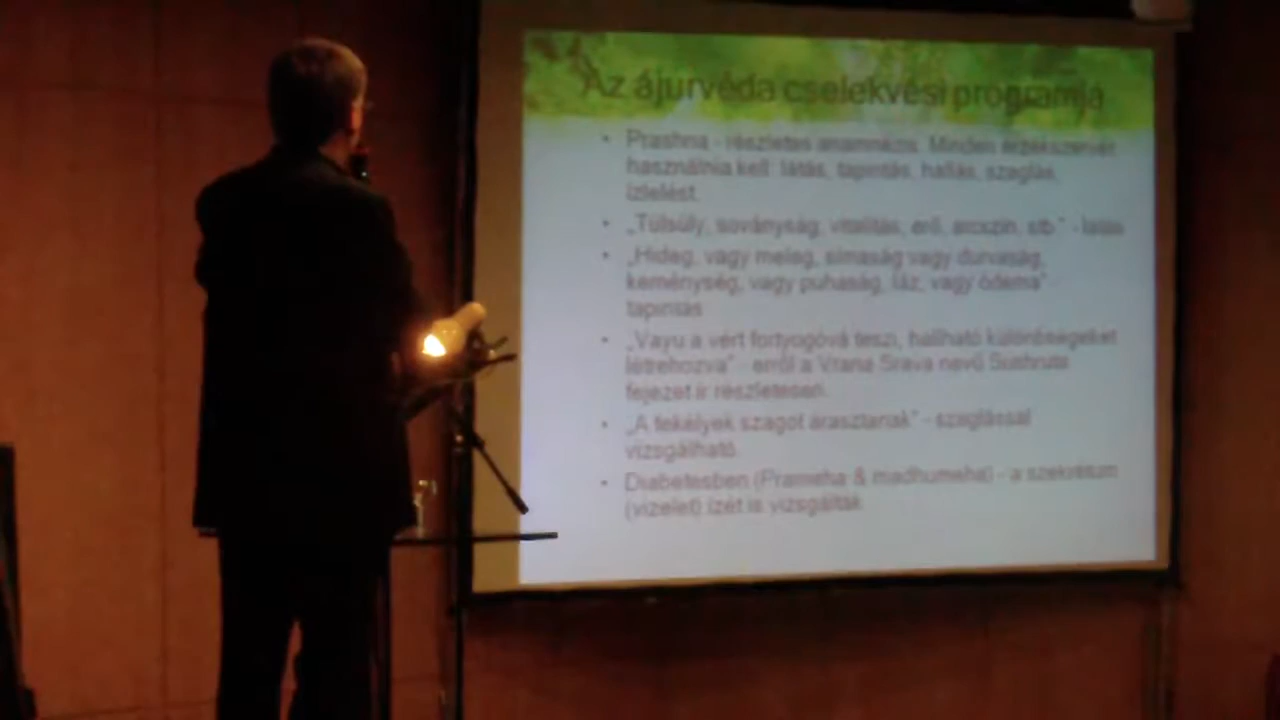 Az ájurvéda cselekvési programja
• Prashna - részletes anamnézis. Minden érzékszervét
használnia kell: látás, tapintás, hallás, szaglás,
ízlelést.
• „Túlsúly, soványság, vitalitás, erő, arcszín, stb." - látás
• „Hideg, vagy meleg, simaság vagy durvaság,
keménység, vagy puhaság, láz, vagy ödéma" -
tapintás
• „Vayu a vért fortyogóvá teszi, hallható különbségeket
létrehozva" - erről a Vrana Srava nevű Sushruta
fejezet ír részletesen.
• „A fekélyek szagot árasztanak" - szaglással
vizsgálható.
• Diabetesben (Prameha & madhumeha) - a
(vizelet) ízét is vizsgálták